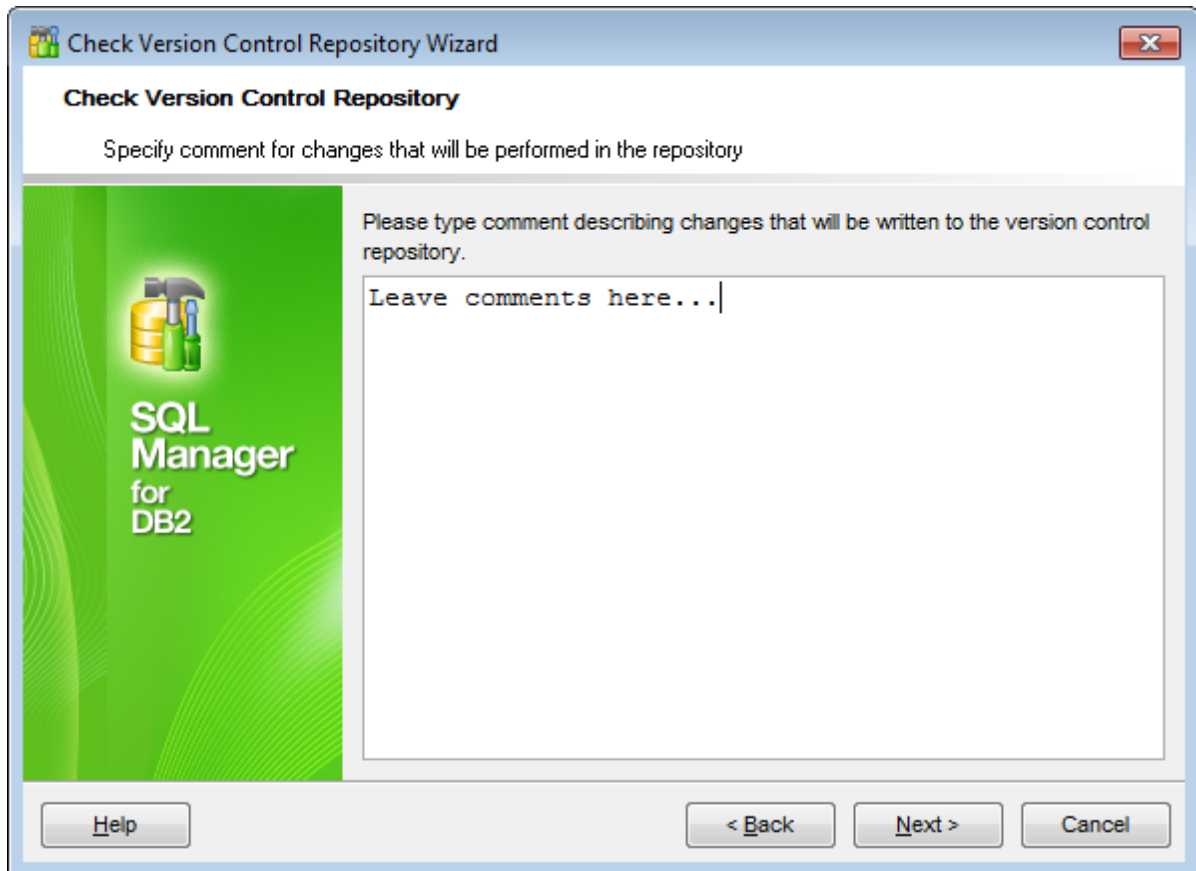 Check Version Control Repository Wizard
Check Version Control Repository
Specify comment for changes that will be performed in the repository
Please type comment describing changes that will be written to the version control
repository.
Leave comments here...
SQL
Manager
for
DB2
Help
< Back
Next >
Cancel